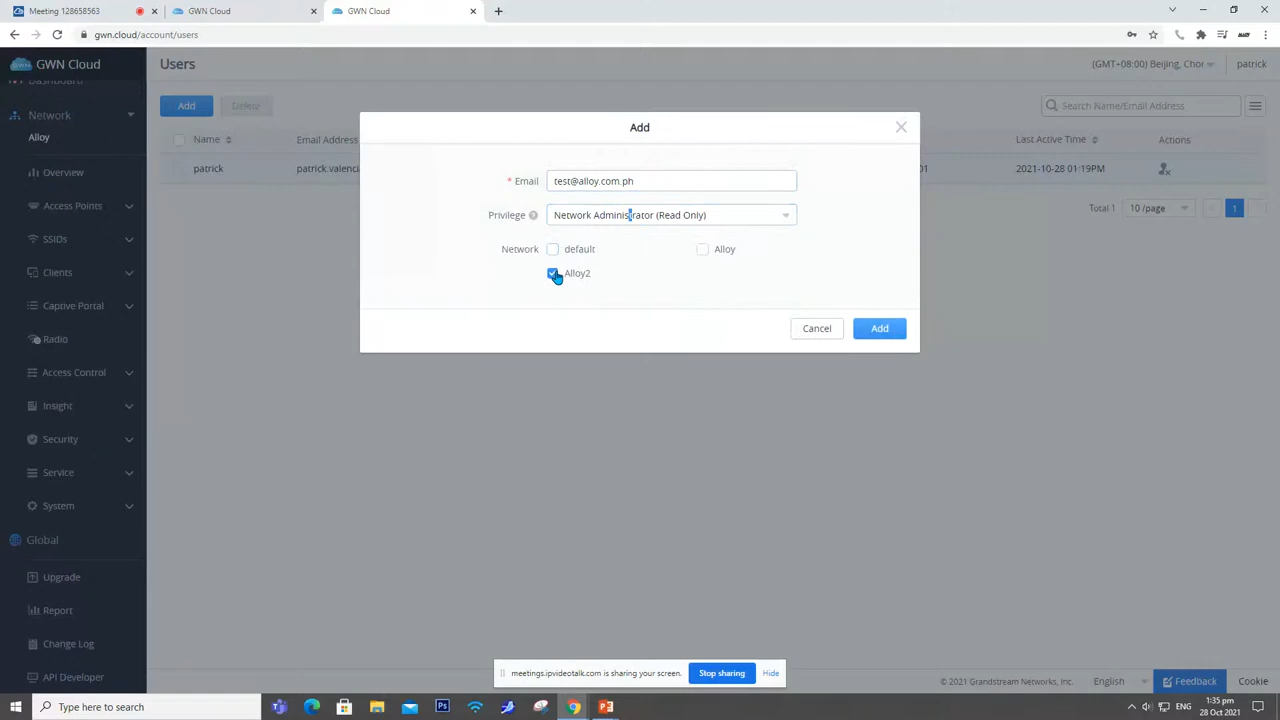 Meeting 128658563
GWN Cloud
GWN Cloud
gwn.cloud/account/users
GWN Cloud
Users
(GMT+08:00) Beijing, Chor
patrick
Dashboard
Network
Alloy
Add
Delete
Search Name/Email Address
Name
Email Address
Last Active Time
Actions
patrick
patrick.valencia
01
2021-10-28 01:19PM
Total 1
10 /page
1
Add
* Email
test@alloy.com.ph
Privilege
Network Administrator (Read Only)
Network
default
Alloy
Alloy2
Cancel
Add
Overview
Access Points
SSIDs
Clients
Captive Portal
Radio
Access Control
Insight
Security
Service
System
Global
Upgrade
Report
Change Log
API Developer
meetings.ipvideotalk.com is sharing your screen.
Stop sharing
Hide
© 2021 Grandstream Networks, Inc.
English
Feedback
Cookie
Type here to search
ENG
1:35 pm
28 Oct 2021